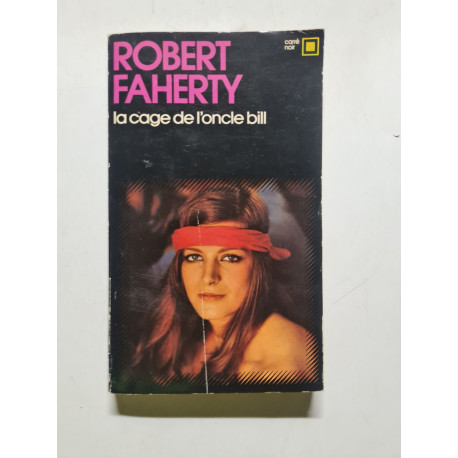 ROBERT
FAHERTY
la cage de l'oncle bill
carré
noir